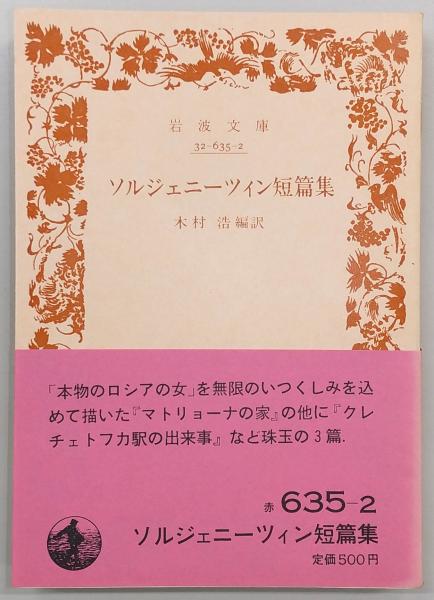 岩波文庫
32-635-2
ソルジェニーツィン短篇集
木村浩編訳
「本物のロシアの女」を無限のいつくしみを込
めて描いた『マトリョーナの家』の他に『クレ
チェトフカ駅の出来事』など珠玉の3篇.
赤 635-2
ソルジェニーツィン短篇集
定価500円